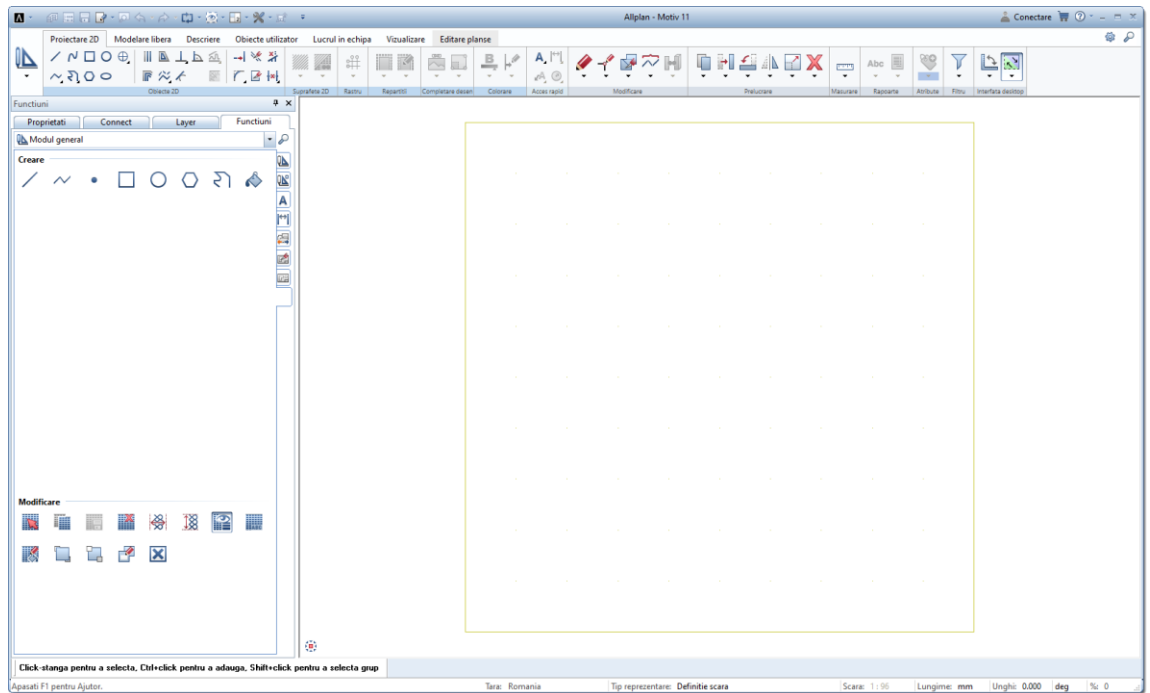 Allplan - Motiv 11
Conectare
Proiectare 2D Modelare libera Descriere Obiecte utilizator Lucrul in echipa Vizualizare Editare planse
A
B A Abc
Obiecte 2D Suprafete 2D Rastru Repartitii Completare desen Colorare Acces rapid Modificare Prelucrare Masurare Rapoarte Atribute Filtru Interfata desktop
Functiuni
Proprietati Connect Layer Functiuni
Modul general
Creare
A
Modificare
Click-stanga pentru a selecta, Ctrl+click pentru a adauga, Shift+click pentru a selecta grup
Apasati F1 pentru Ajutor. Tara: Romania Tip reprezentare: Definitie scara Scara: 1 : 96 Lungime: mm Unghi: 0.000 deg %: 0